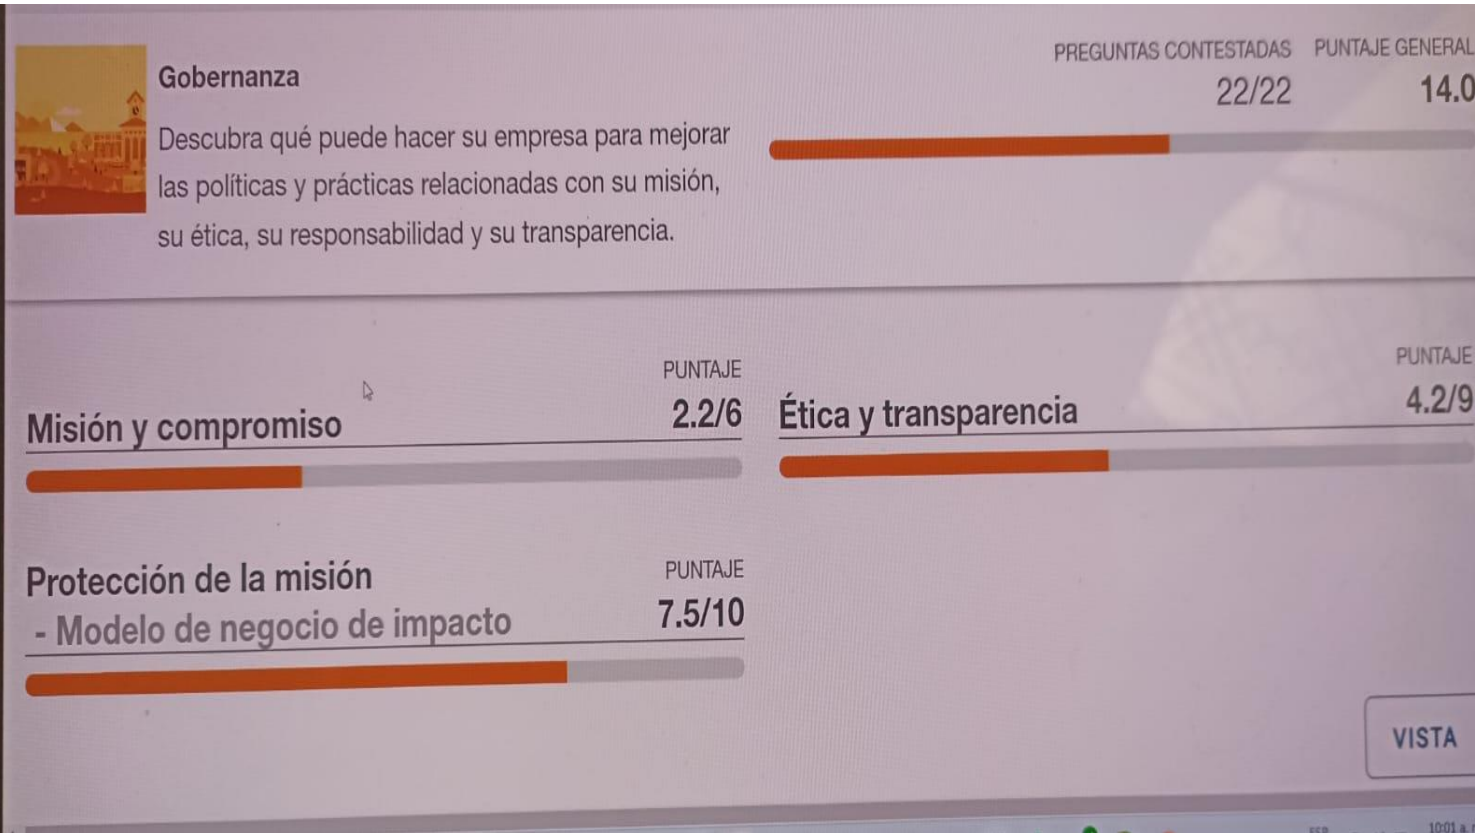 Gobernanza
Descubra qué puede hacer su empresa para mejorar
las políticas y prácticas relacionadas con su misión,
su ética, su responsabilidad y su transparencia.
PREGUNTAS CONTESTADAS
22/22
PUNTAJE GENERAL
14.0
Misión y compromiso
PUNTAJE
2.2/6
Ética y transparencia
PUNTAJE
4.2/9
Protección de la misión
- Modelo de negocio de impacto
PUNTAJE
7.5/10
VISTA
10:01 a